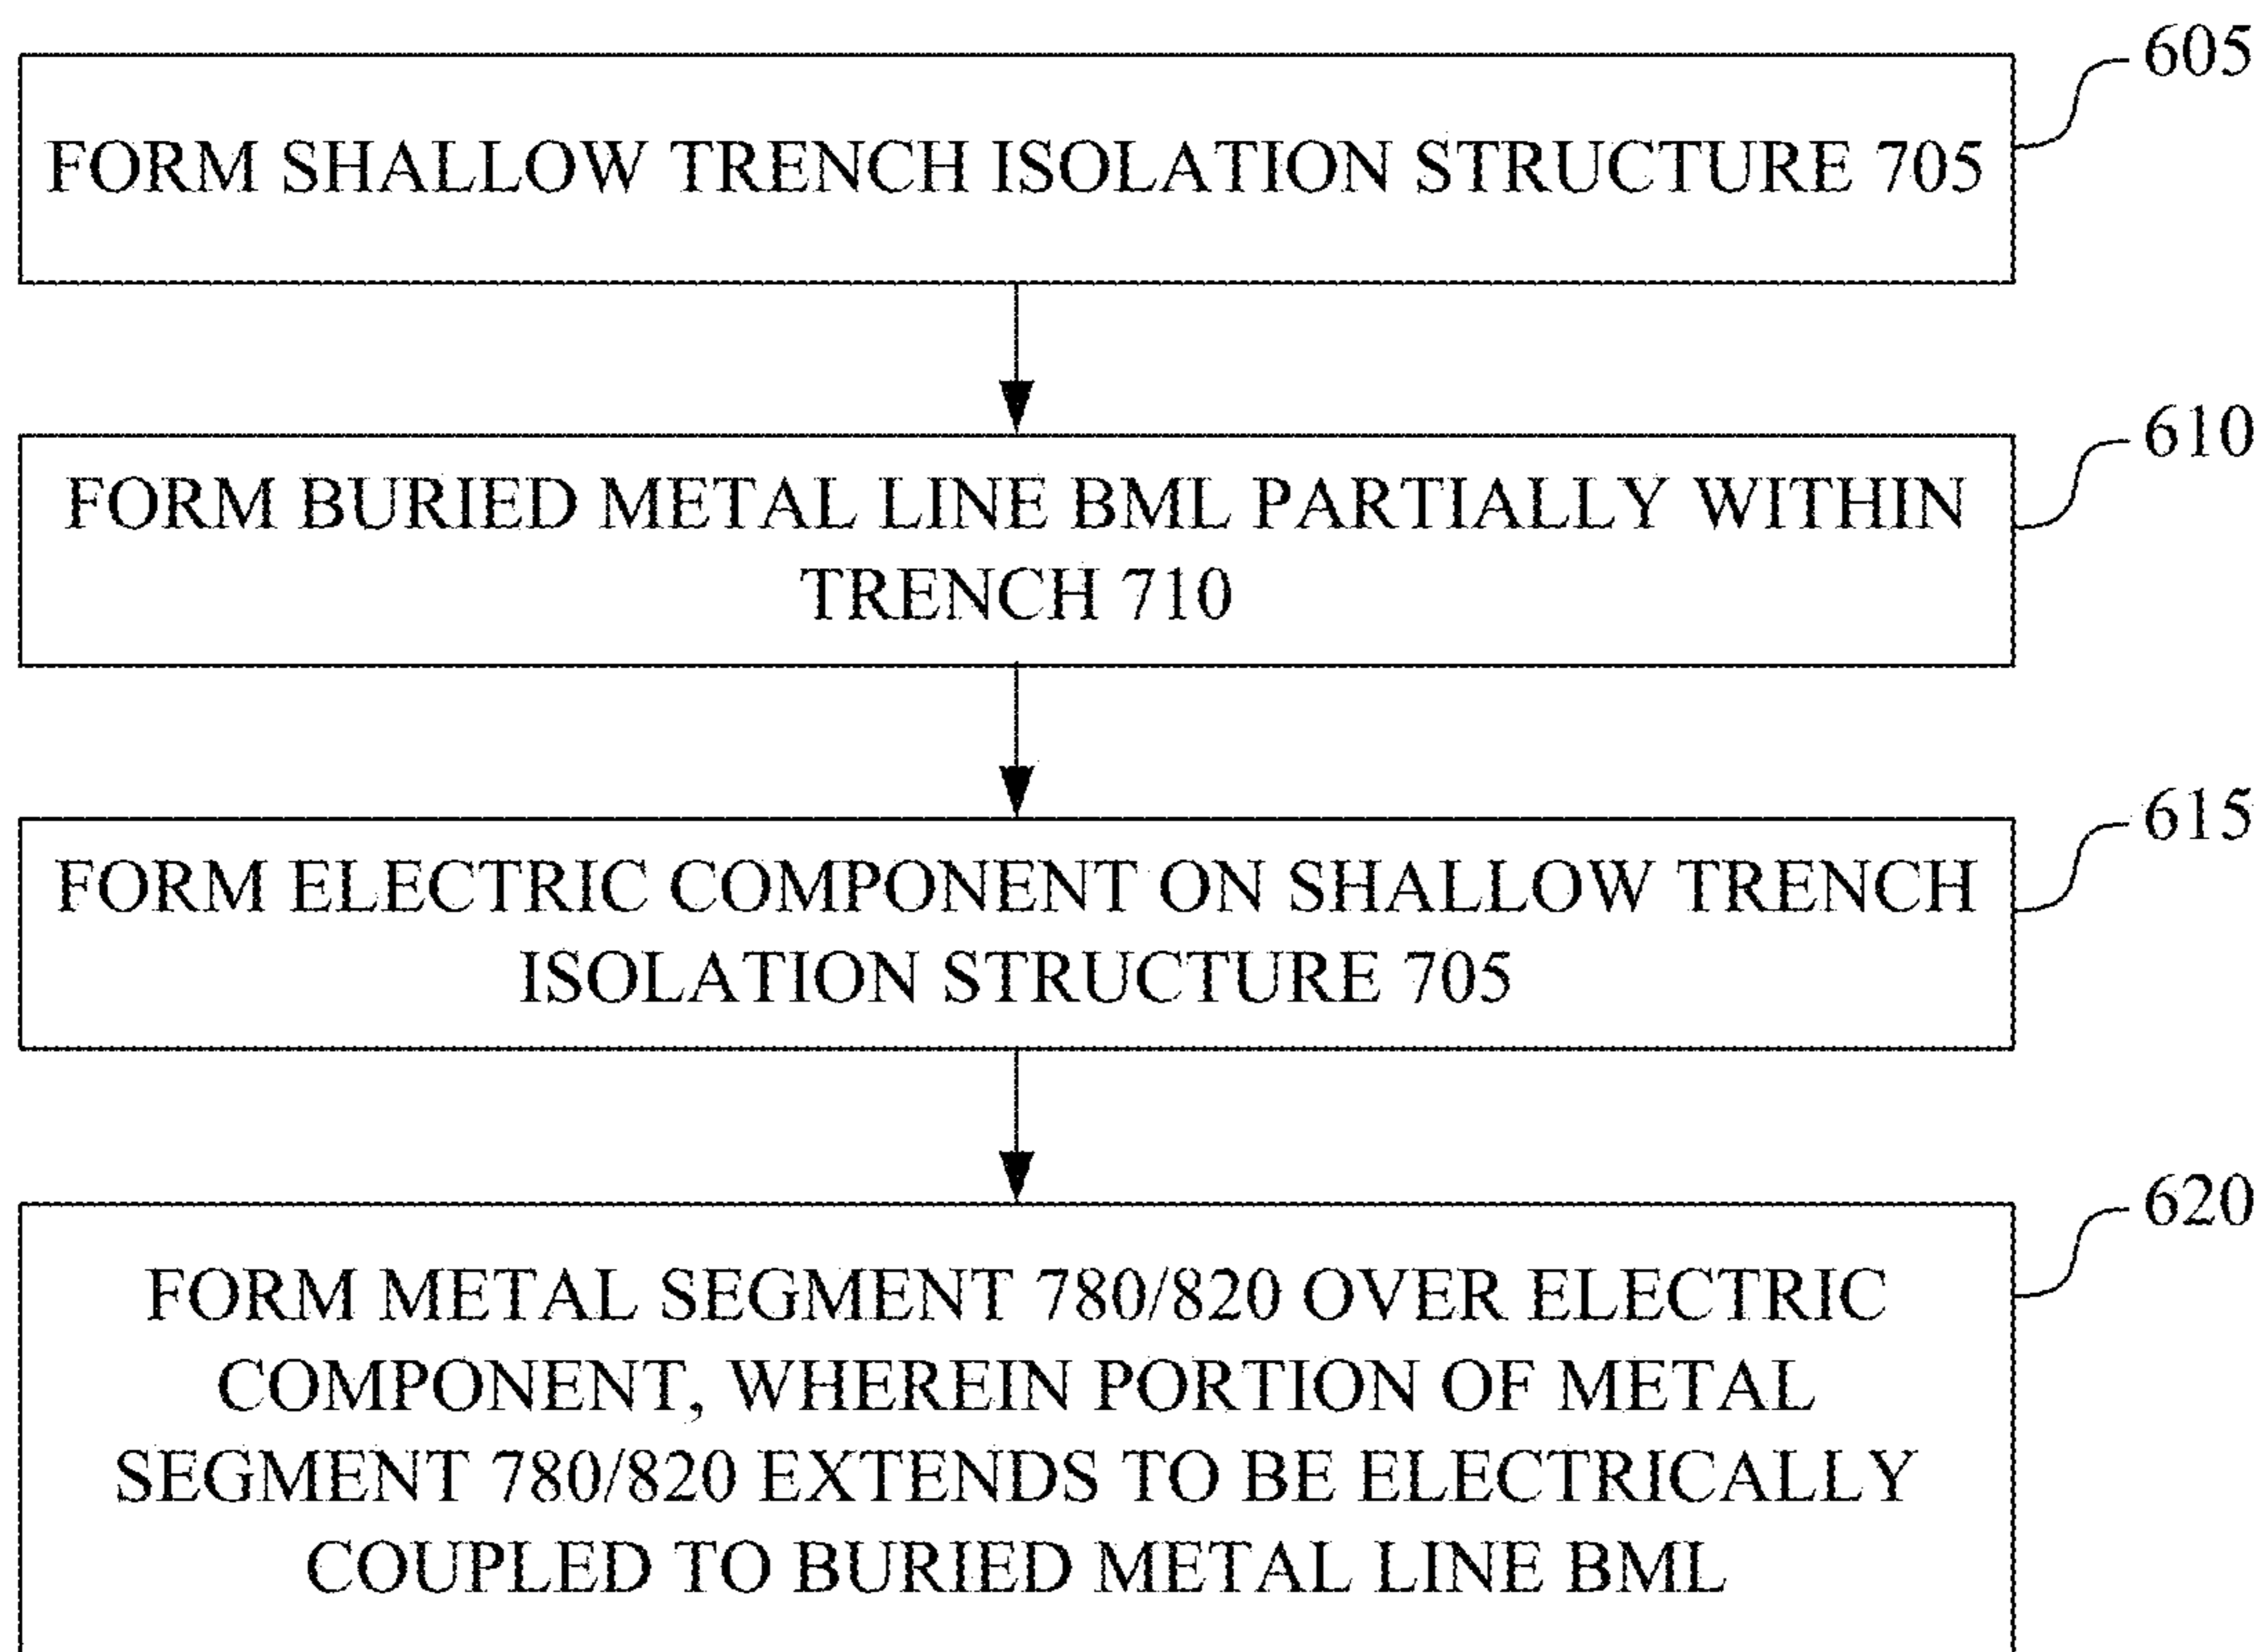 605
FORM SHALLOW TRENCH ISOLATION STRUCTURE 705
610
FORM BURIED METAL LINE BML PARTIALLY WITHIN
TRENCH 710
615
FORM ELECTRIC COMPONENT ON SHALLOW TRENCH
ISOLATION STRUCTURE 705
620
FORM METAL SEGMENT 780/820 OVER ELECTRIC
COMPONENT, WHEREIN PORTION OF METAL
SEGMENT 780/820 EXTENDS TO BE ELECTRICALLY
COUPLED TO BURIED METAL LINE BML